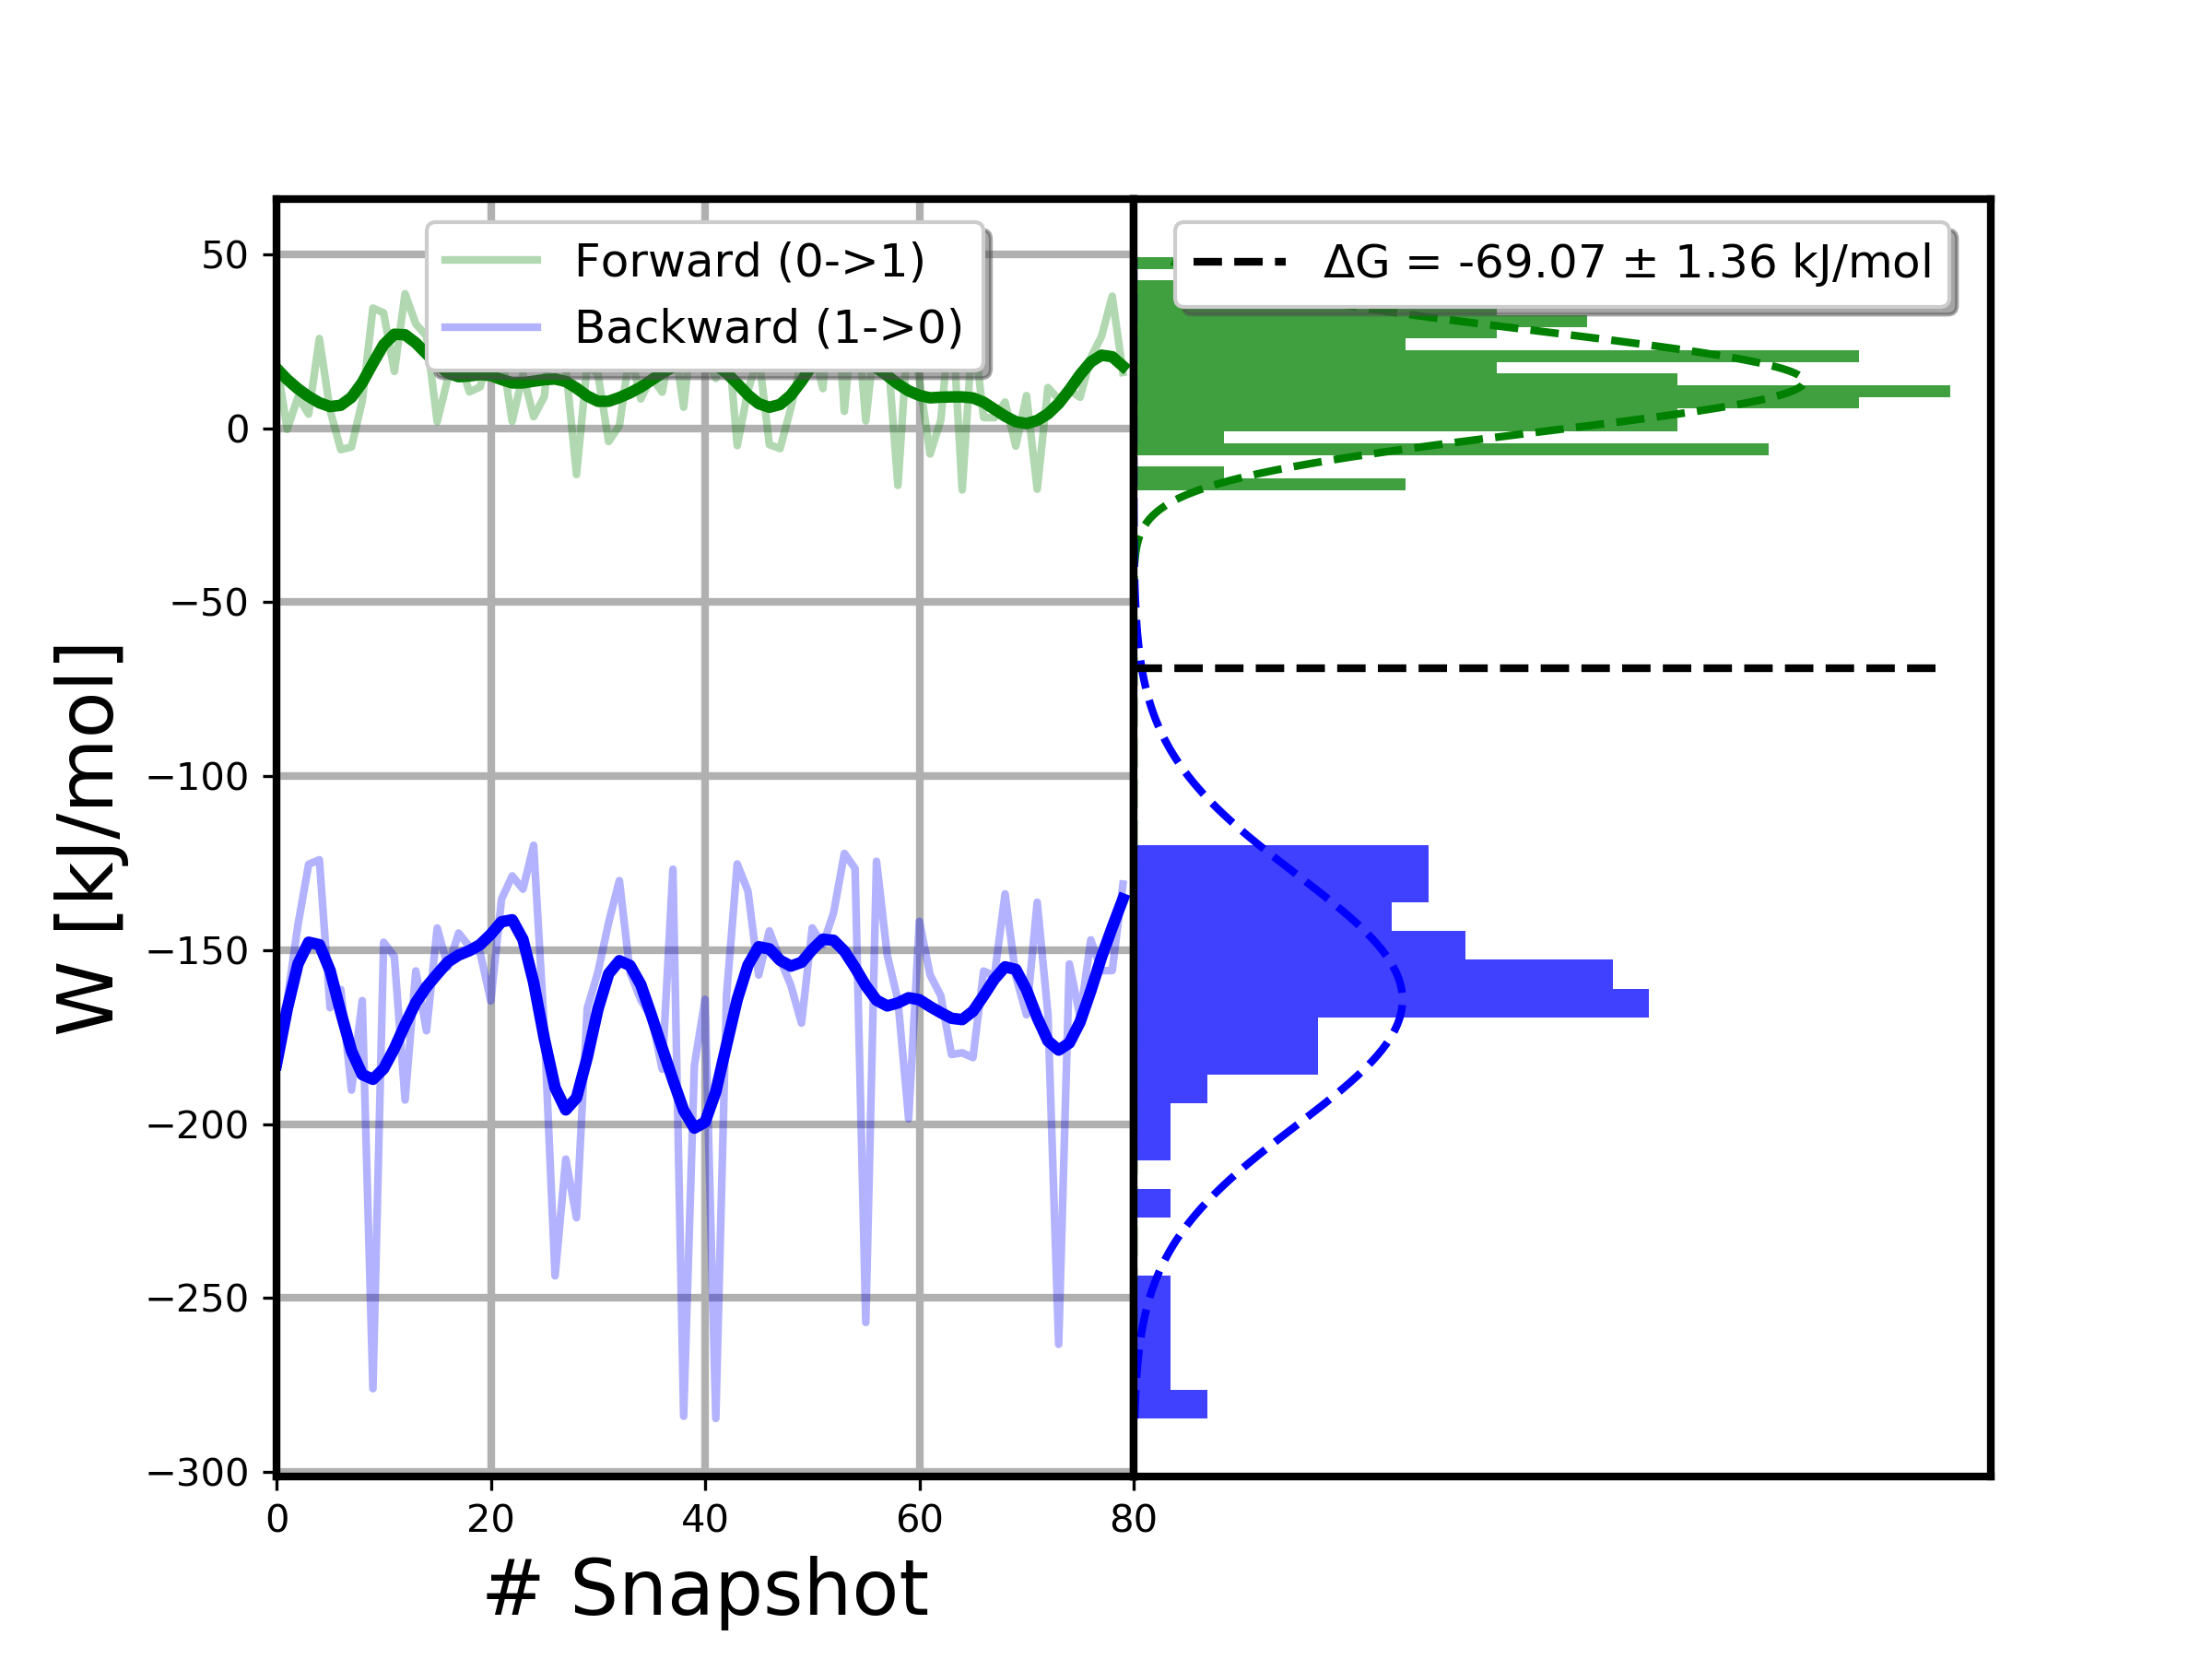 Forward (0->1)
Backward (1->0)
ΔG = -69.07 ± 1.36 kJ/mol
W [kJ/mol]
50
0
−50
−100
−150
−200
−250
−300
0 20 40 60 80
# Snapshot